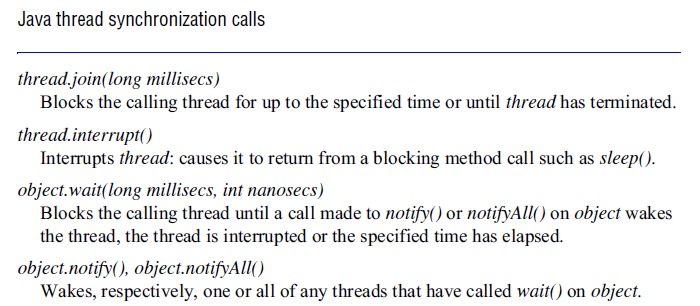 Java thread synchronization calls
thread.join(long millisecs)
Blocks the calling thread for up to the specified time or until thread has terminated.
thread.interrupt()
Interrupts thread: causes it to return from a blocking method call such as sleep().
object.wait(long millisecs, int nanosecs)
Blocks the calling thread until a call made to notify() or notifyAll() on object wakes
the thread, the thread is interrupted or the specified time has elapsed.
object.notify(), object.notifyAll()
Wakes, respectively, one or all of any threads that have called wait() on object.